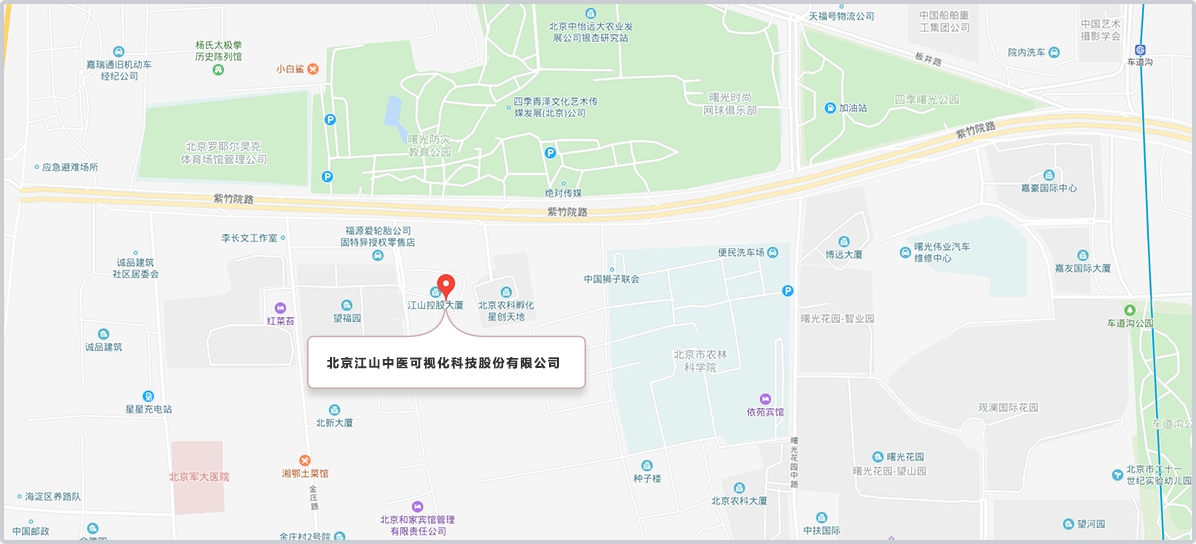 天福号物流公司
中国船舶重
工集团公司
中国艺术
摄影学会
北京中怡远大农业发
展公司银杏研究站
杨氏太极拳
历史陈列馆
嘉瑞通旧机动车
经纪公司
小白鲨
院内洗车
车道沟
板井路
四季青泽文化艺术传
媒发展(北京)公司
曙光时尚
网球俱乐部
加油站
四季曙光公园
紫竹院路
曙光防灾
教育公园
北京罗耶尔灵克
体育场馆管理公司
应急避难场所
绝对传媒
嘉豪国际中心
紫竹院路
紫竹院路
李长文工作室
福源爱轮胎公司
固特异授权零售店
便民洗车场
博远大厦
曙光伟业汽车
维修中心
诚品建筑
社区居委会
中国狮子联会
嘉友国际大厦
江山控股大厦
北京农科孵化
星创天地
红菜苔
望福园
曙光花园-智业园
车道沟公园
诚品建筑
北京江山中医可视化科技股份有限公司
北京市农林
科学院
星星充电站
北新大厦
依苑宾馆
观澜国际花园
车道沟公
曙光花园中路
曙光花园
曙光花园-望山园
北京军大医院
湘鄂土菜馆
种子楼
北京市二十一
世纪实验幼儿园
金庄路
海淀区养路队
北京农科大厦
北京和家宾馆管理
有限责任公司
中国邮政
金庄村2号院
中扶国际
望河园